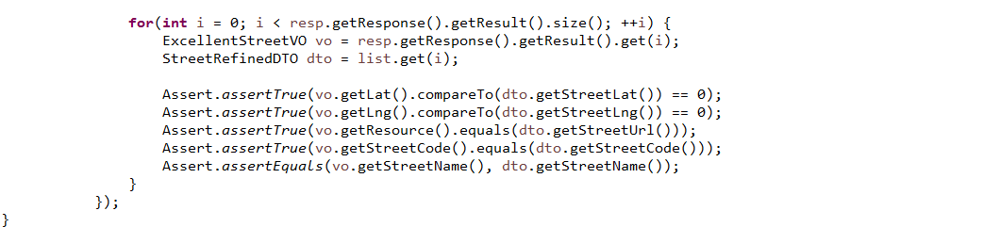 for(int i = 0; i < resp.getResponse().getResult().size(); ++i) {
ExcellentStreetVO vo = resp.getResponse().getResult().get(i);
StreetRefinedDTO dto = list.get(i);
Assert.assertTrue(vo.getLat().compareTo(dto.getStreetLat()) == 0);
Assert.assertTrue(vo.getLng().compareTo(dto.getStreetLng()) == 0);
Assert.assertTrue(vo.getResource().equals(dto.getStreetUrl()));
Assert.assertTrue(vo.getStreetCode().equals(dto.getStreetCode()));
Assert.assertEquals(vo.getStreetName(), dto.getStreetName());
}
});
}